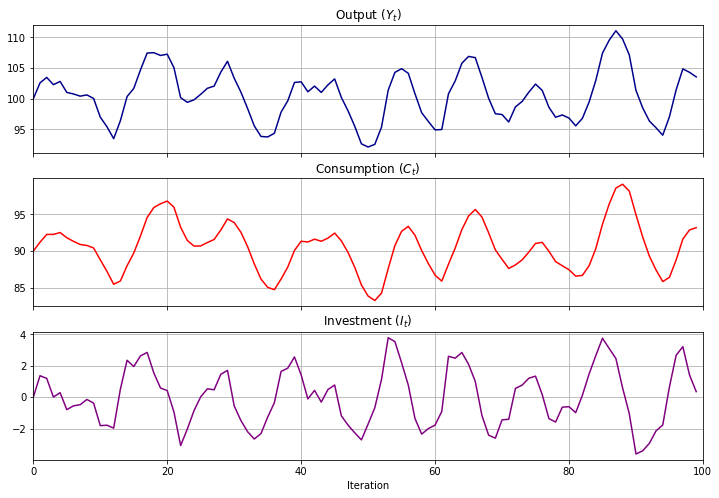 Output (Y_t)
110
105
100
95
Consumption (C_t)
95
90
85
Investment (I_t)
4
2
0
−2
0 20 40 60 80 100
Iteration